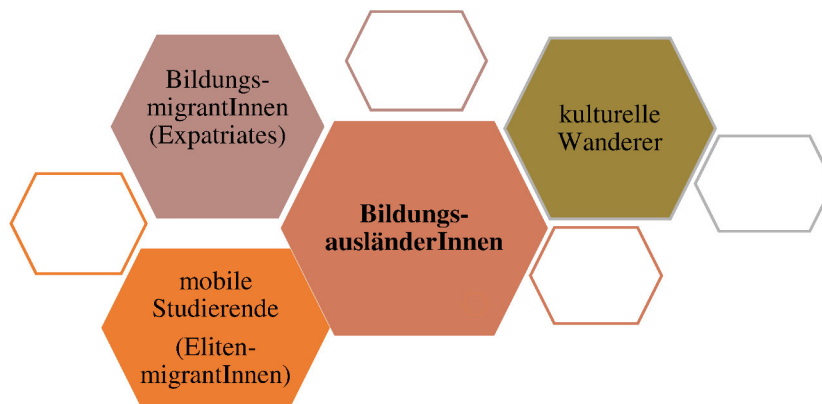 Bildungs-
migrantInnen
(Expatriates)
kulturelle
Wanderer
Bildungs-
ausländerInnen
mobile
Studierende
(Eliten-
migrantInnen)